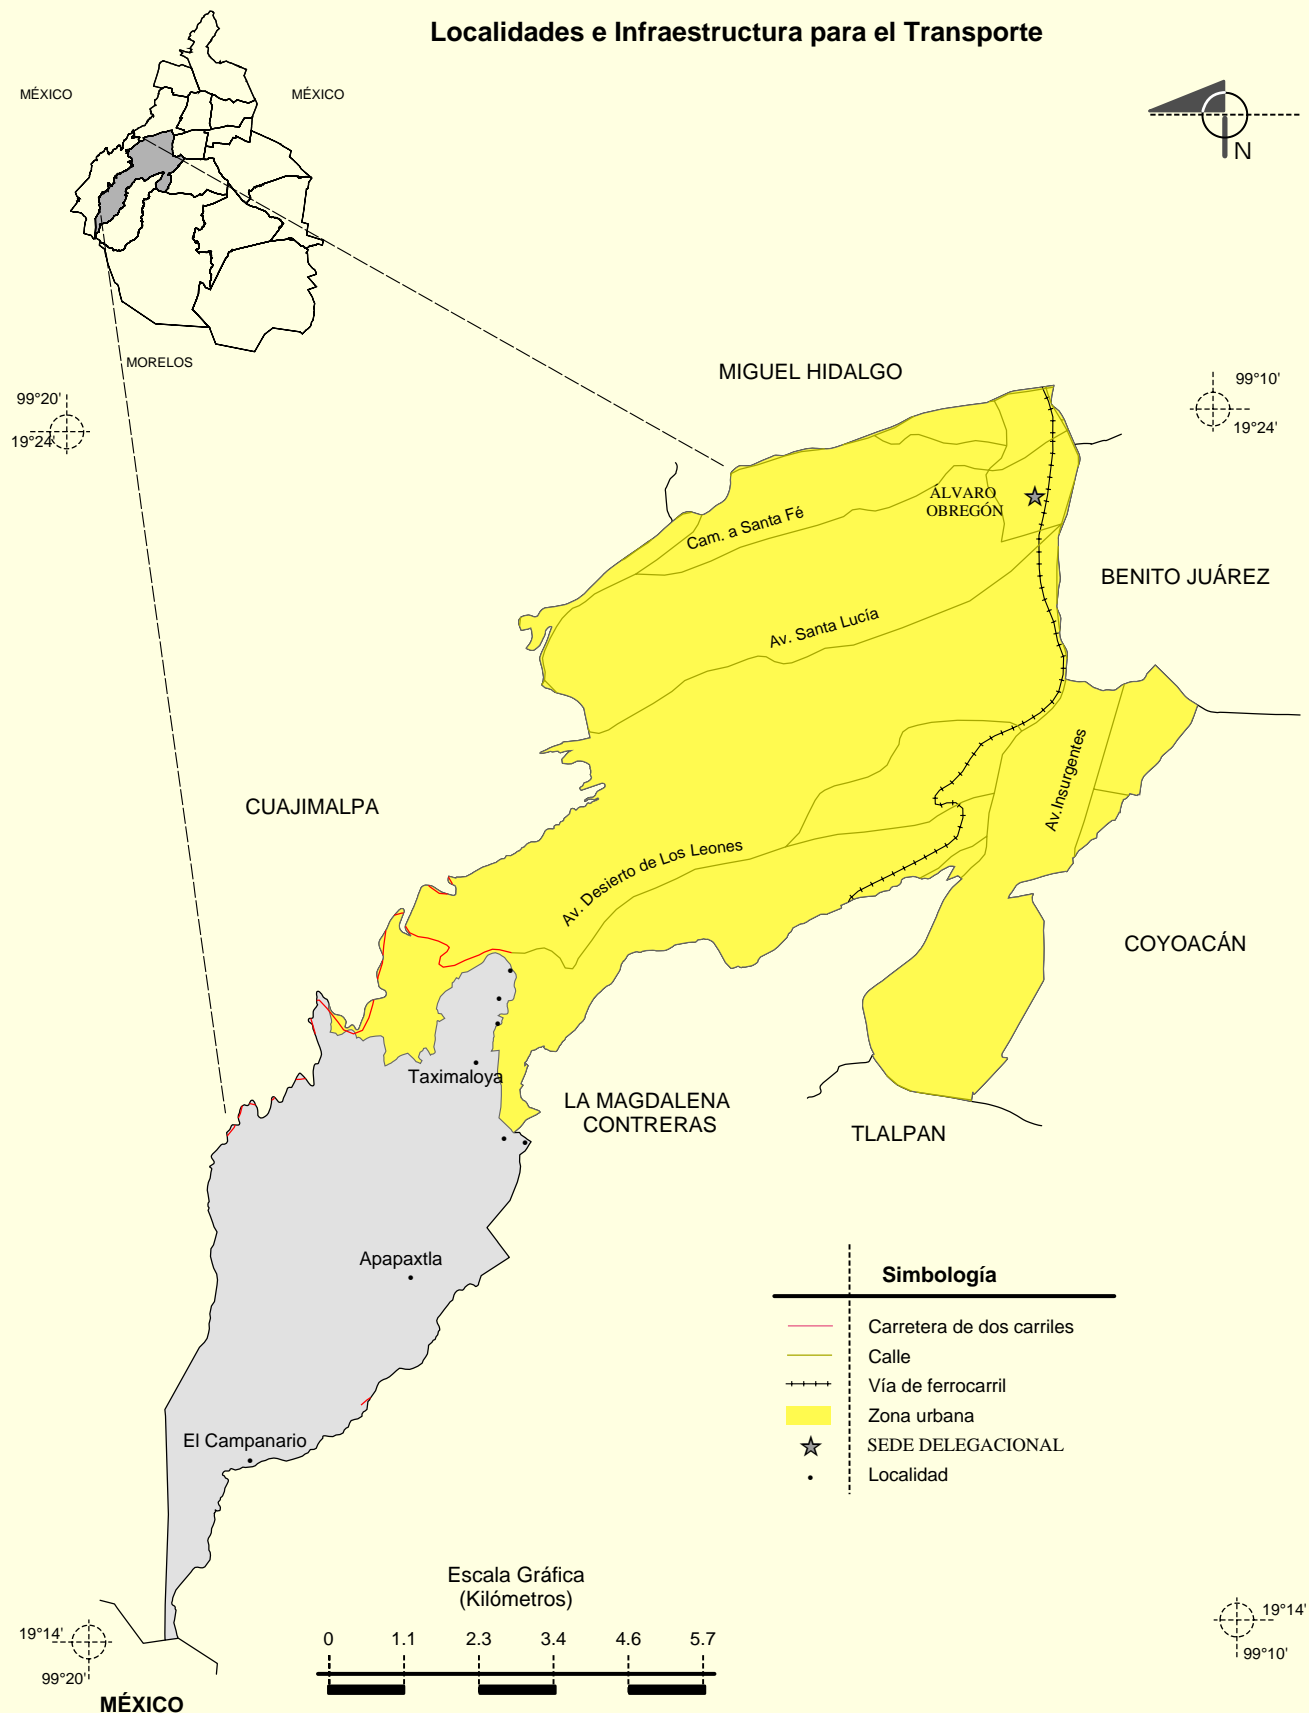 Localidades e Infraestructura para el Transporte
MÉXICO
MÉXICO
N
MORELOS
MIGUEL HIDALGO
99°20'
19°24'
99°10'
19°24'
ÁLVARO
OBREGÓN
Cam. a Santa Fé
BENITO JUÁREZ
Av. Santa Lucía
Av.Insurgentes
CUAJIMALPA
Av. Desierto de Los Leones
COYOACÁN
Taximaloya
LA MAGDALENA
CONTRERAS
TLALPAN
Apapaxtla
Simbología
Carretera de dos carriles
Calle
Vía de ferrocarril
Zona urbana
SEDE DELEGACIONAL
Localidad
El Campanario
Escala Gráfica
(Kilómetros)
0 1.1 2.3 3.4 4.6 5.7
19°14'
99°20'
19°14'
99°10'
MÉXICO